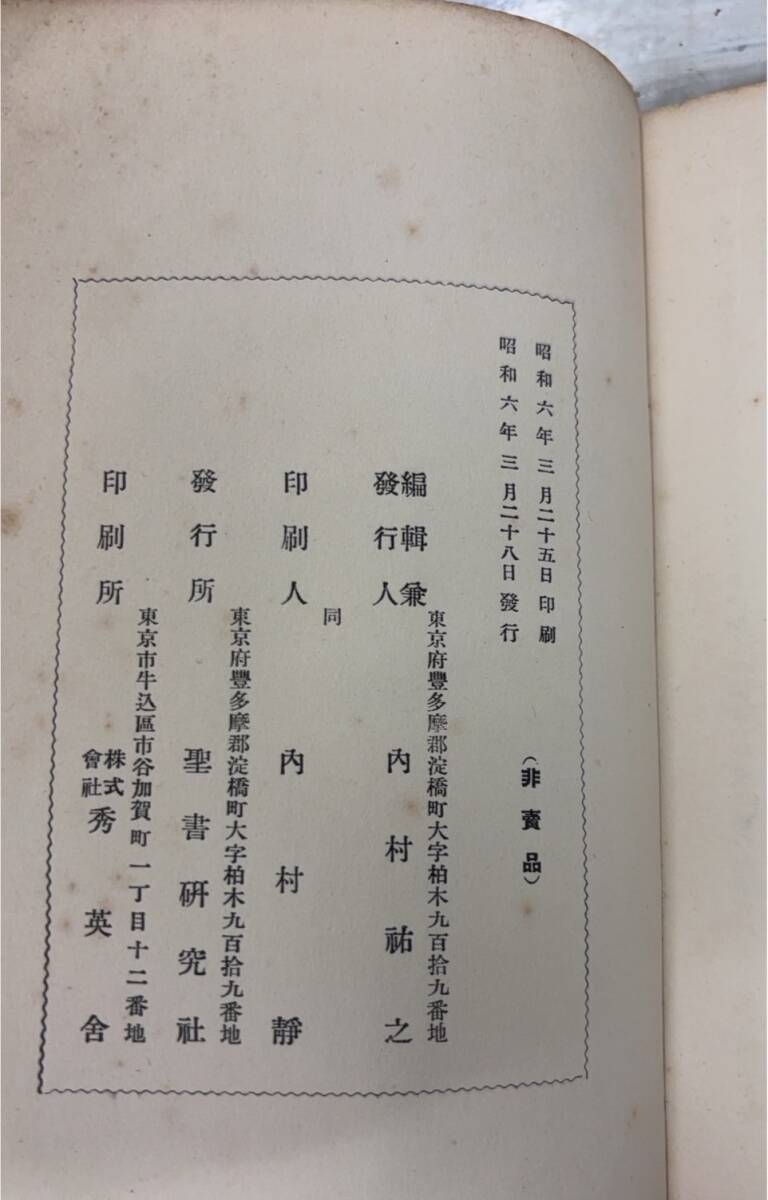 昭和六年三月二十五日印刷
昭和六年三月二十八日發行
(非賣品)
東京府豐多摩郡淀橋町大字柏木九百拾九番地
編輯兼
發行人
內村祐之
同
印刷人
內村靜
東京府豐多摩郡淀橋町大字柏木九百拾九番地
發行所
聖書硏究社
東京市牛込區市谷加賀町一丁目十二番地
印刷所
株式
會社
秀英舍